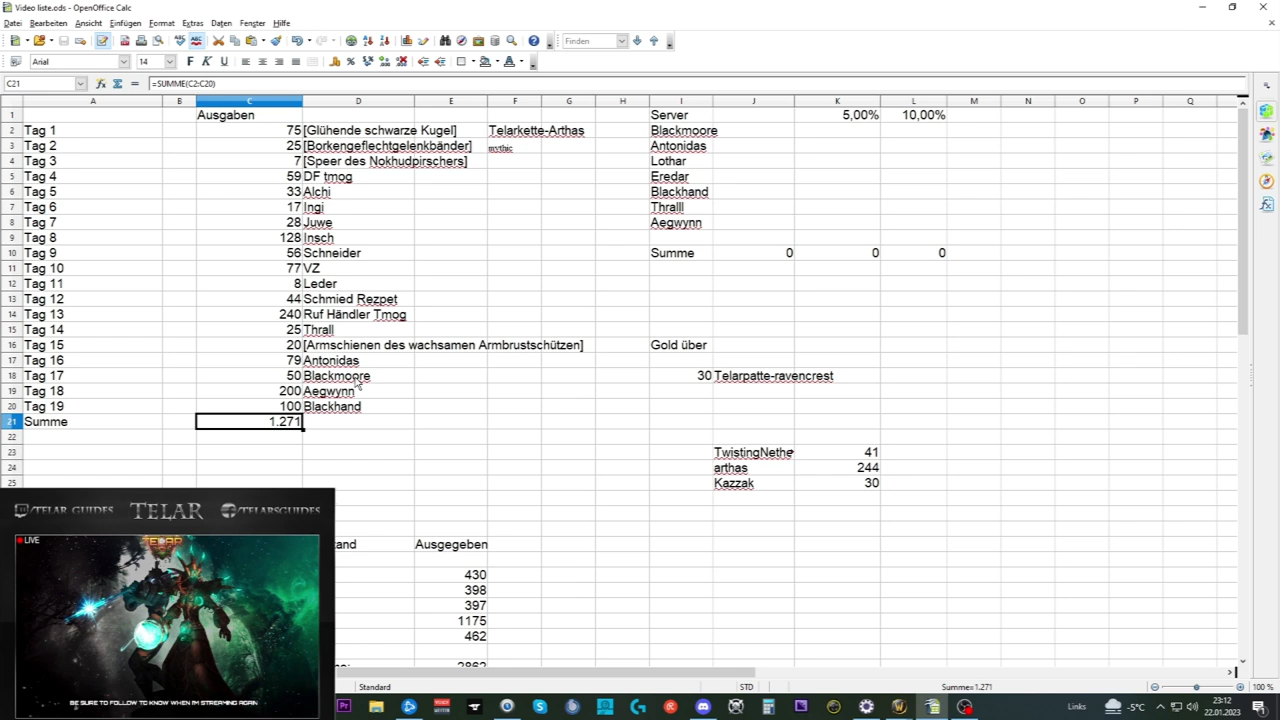 Video liste.ods - OpenOffice Calc
Datei Bearbeiten Ansicht Einfügen Format Extras Daten Fenster Hilfe
Finden
Arial 14
C21 =SUMME(C2:C20)
A B C D E F G H I J K L M N O P Q
1 Ausgaben Server 5,00% 10,00%
2 Tag 1 75 [Glühende schwarze Kugel] Telarkette-Arthas Blackmoore
3 Tag 2 25 [Borkengeflechtgelenkbänder] mythic Antonidas
4 Tag 3 7 [Speer des Nokhudpirschers] Lothar
5 Tag 4 59 DF tmog Eredar
6 Tag 5 33 Alchi Blackhand
7 Tag 6 17 Ingi Thralll
8 Tag 7 28 Juwe Aegwynn
9 Tag 8 128 Insch
10 Tag 9 56 Schneider Summe 0 0 0
11 Tag 10 77 VZ
12 Tag 11 8 Leder
13 Tag 12 44 Schmied Rezpet
14 Tag 13 240 Ruf Händler Tmog
15 Tag 14 25 Thrall
16 Tag 15 20 [Armschienen des wachsamen Armbrustschützen] Gold über
17 Tag 16 79 Antonidas
18 Tag 17 50 Blackmoore 30 Telarpatte-ravencrest
19 Tag 18 200 Aegwynn
20 Tag 19 100 Blackhand
21 Summe 1.271
22
23 TwistingNethe 41
24 arthas 244
25 Kazzak 30
/TELAR GUIDES TELAR /TELARSGUIDES
LIVE
TELAR
and Ausgegeben
430
398
397
1175
462
2862
BE SURE TO FOLLOW TO KNOW WHEN I'M STREAMING AGAIN
Standard STD Summe=1.271 100 %
Links -5°C 23:12
22.01.2023